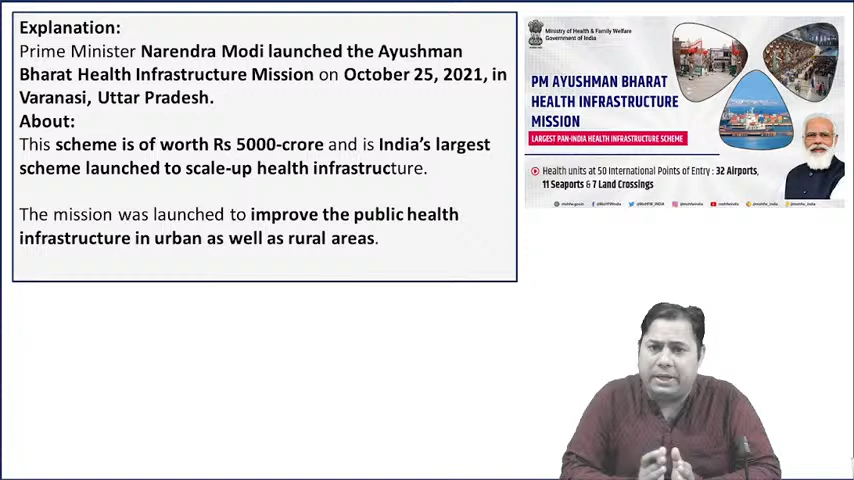 Explanation:
Prime Minister Narendra Modi launched the Ayushman
Bharat Health Infrastructure Mission on October 25, 2021, in
Varanasi, Uttar Pradesh.
About:
This scheme is of worth Rs 5000-crore and is India’s largest
scheme launched to scale-up health infrastructure.
The mission was launched to improve the public health
infrastructure in urban as well as rural areas.
Ministry of Health & Family Welfare
Government of India
PM AYUSHMAN BHARAT
HEALTH INFRASTRUCTURE
MISSION
LARGEST PAN-INDIA HEALTH INFRASTRUCTURE SCHEME
Health units at 50 International Points of Entry : 32 Airports,
11 Seaports & 7 Land Crossings